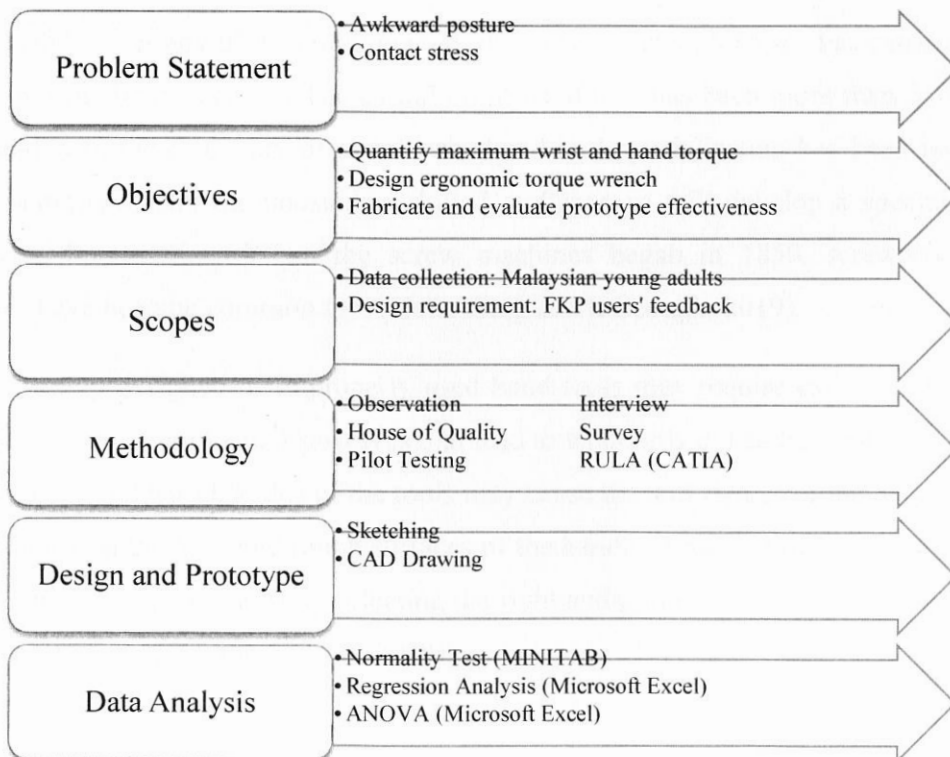 Problem Statement
• Awkward posture
• Contact stress
Objectives
• Quantify maximum wrist and hand torque
• Design ergonomic torque wrench
• Fabricate and evaluate prototype effectiveness
Scopes
• Data collection: Malaysian young adults
• Design requirement: FKP users' feedback
Methodology
• Observation Interview
• House of Quality Survey
• Pilot Testing RULA (CATIA)
Design and Prototype
• Sketching
• CAD Drawing
Data Analysis
• Normality Test (MINITAB)
• Regression Analysis (Microsoft Excel)
• ANOVA (Microsoft Excel)